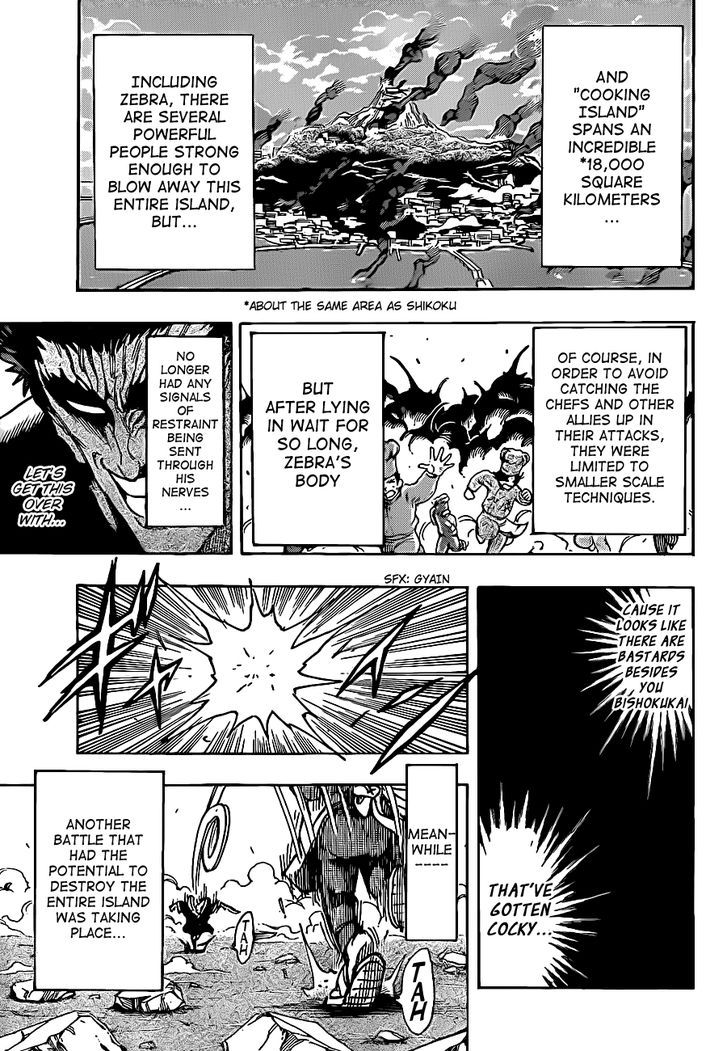 AND
"COOKING
ISLAND"
SPANS AN
INCREDIBLE
*18,000
SQUARE
KILOMETERS
...
INCLUDING
ZEBRA, THERE
ARE SEVERAL
POWERFUL
PEOPLE STRONG
ENOUGH TO
BLOW AWAY THIS
ENTIRE ISLAND,
BUT...
*ABOUT THE SAME AREA AS SHIKOKU
OF COURSE, IN
ORDER TO AVOID
CATCHING THE
CHEFS AND OTHER
ALLIES UP IN
THEIR ATTACKS,
THEY WERE
LIMITED TO
SMALLER SCALE
TECHNIQUES.
BUT
AFTER LYING
IN WAIT FOR
SO LONG,
ZEBRA'S
BODY
NO
LONGER
HAD ANY
SIGNALS
OF
RESTRAINT
BEING
SENT
THROUGH
HIS
NERVES
...
LET'S
GET THIS
OVER
WITH...
CAUSE IT
LOOKS LIKE
THERE ARE
BASTARDS
BESIDES
YOU
BISHOKUKAI
THAT'VE
GOTTEN
COCKY...
SFX: GYAIN
MEAN-
WHILE
----
ANOTHER
BATTLE THAT
HAD THE
POTENTIAL TO
DESTROY THE
ENTIRE ISLAND
WAS TAKING
PLACE...
TAH
TAH